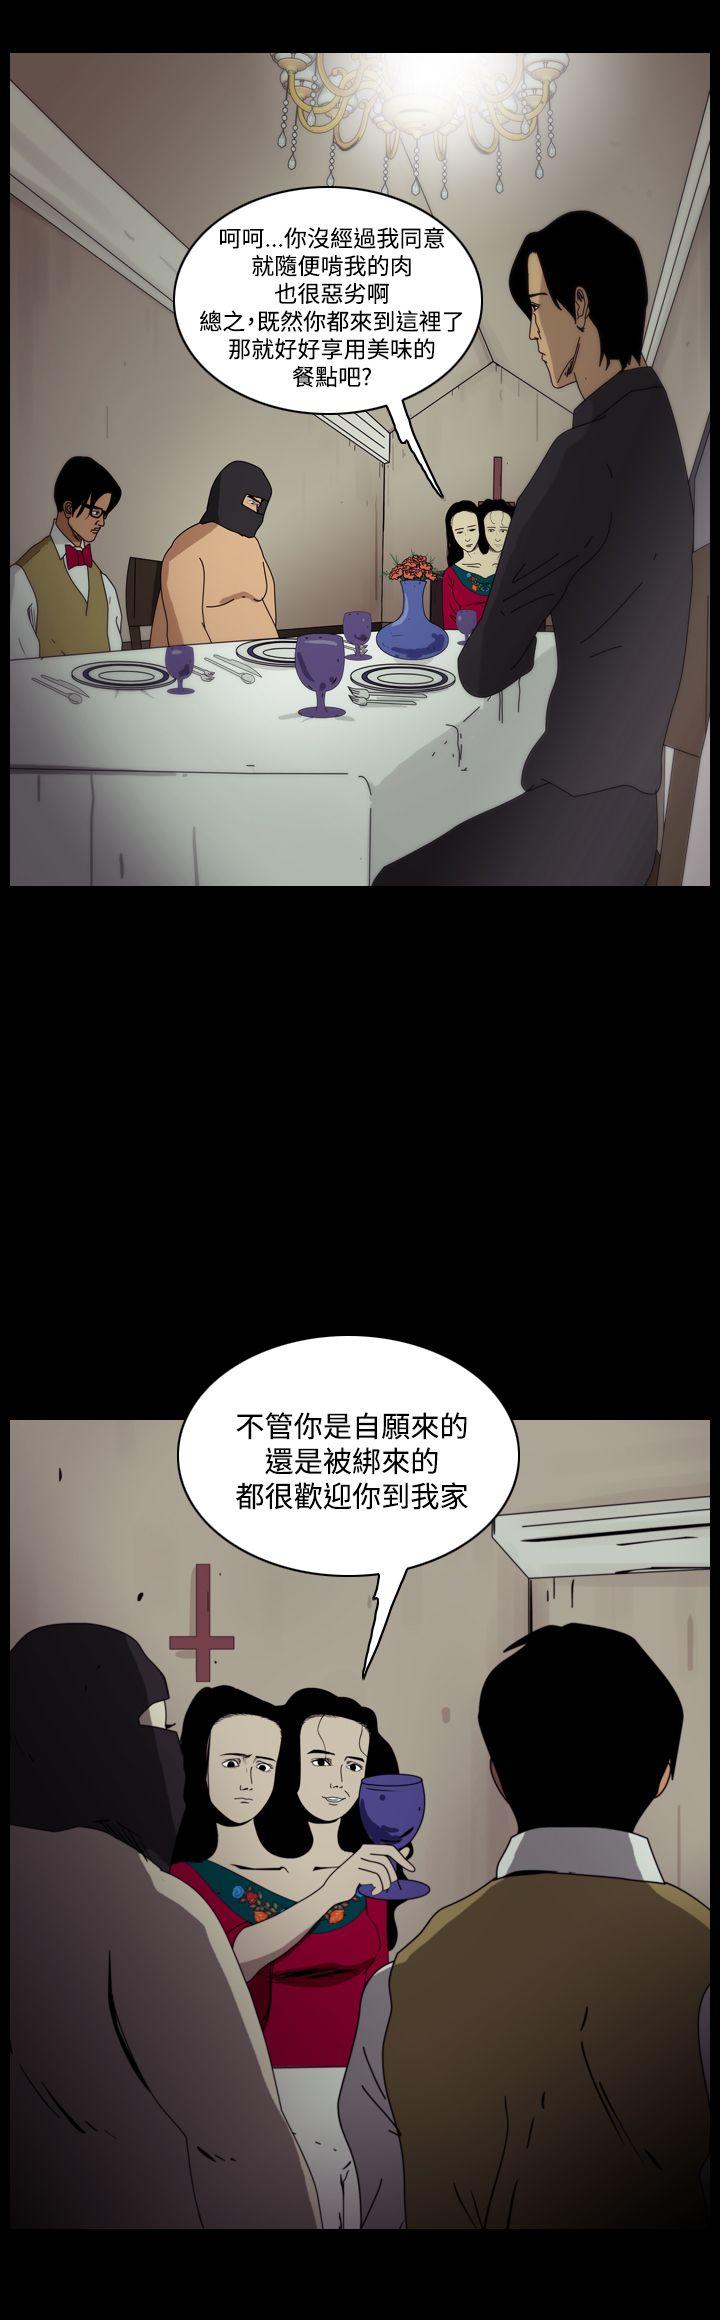 呵呵...你沒經過我同意
就隨便啃我的肉
也很惡劣啊
總之,既然你都來到這裡了
那就好好享用美味的
餐點吧?
不管你是自願來的
還是被綁來的
都很歡迎你到我家